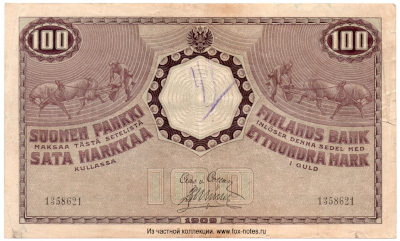 100 100
SUOMEN PANKKI
MAKSAA TÄSTÄ SETELISTÄ
SATA MARKKAA
KULLASSA
FINLANDS BANK
INLÖSER DENNA SEDEL MED
ETTHUNDRA MARK
I GULD
100
1358621 1358621
1909
Из частной коллекции. www.fox-notes.ru